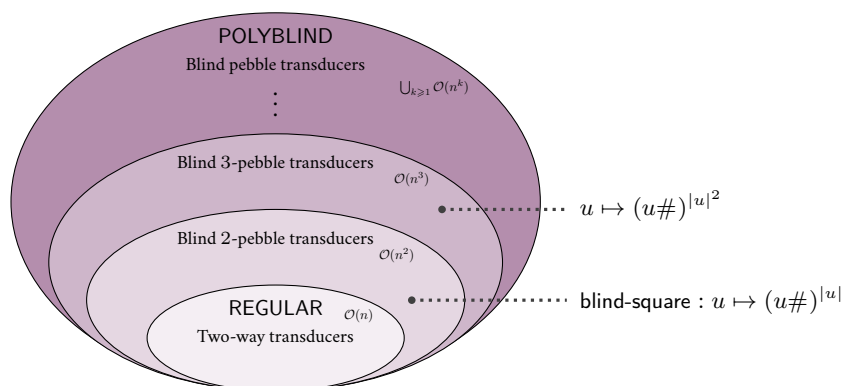 POLYBLIND
Blind pebble transducers
⋃_{k⩾1} 𝒪(n^k)
⋮
Blind 3-pebble transducers
𝒪(n³)
u ↦ (u#)^{|u|²}
Blind 2-pebble transducers
𝒪(n²)
blind-square : u ↦ (u#)^{|u|}
REGULAR
𝒪(n)
Two-way transducers